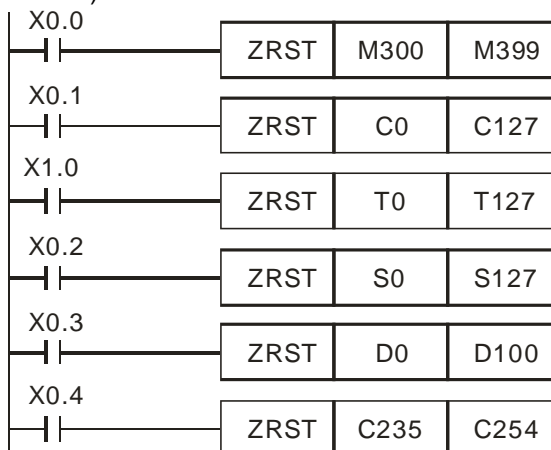 X0.0
ZRST M300 M399
X0.1
ZRST C0 C127
X1.0
ZRST T0 T127
X0.2
ZRST S0 S127
X0.3
ZRST D0 D100
X0.4
ZRST C235 C254